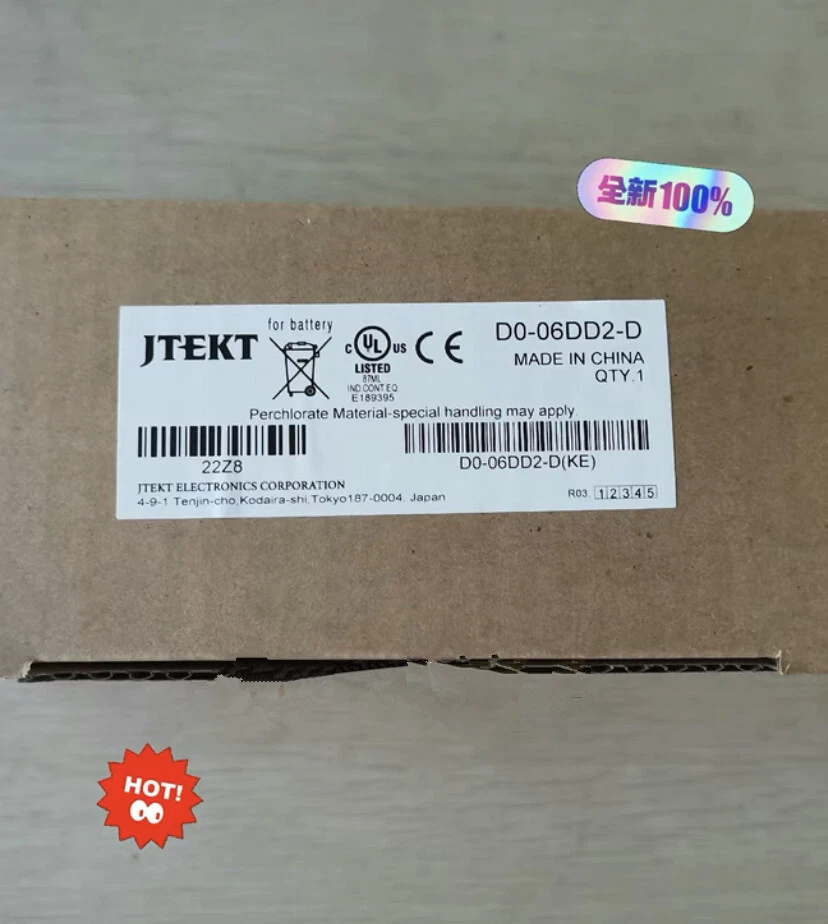 全新100%
JTEKT
for battery
C UL US
LISTED
87ML
IND CONT EQ
E189395
CE
D0-06DD2-D
MADE IN CHINA
QTY.1
Perchlorate Material-special handling may apply.
22Z8
D0-06DD2-D(KE)
JTEKT ELECTRONICS CORPORATION
4-9-1 Tenjin-cho,Kodaira-shi,Tokyo187-0004, Japan
R03. 1 2 3 4 5
HOT!